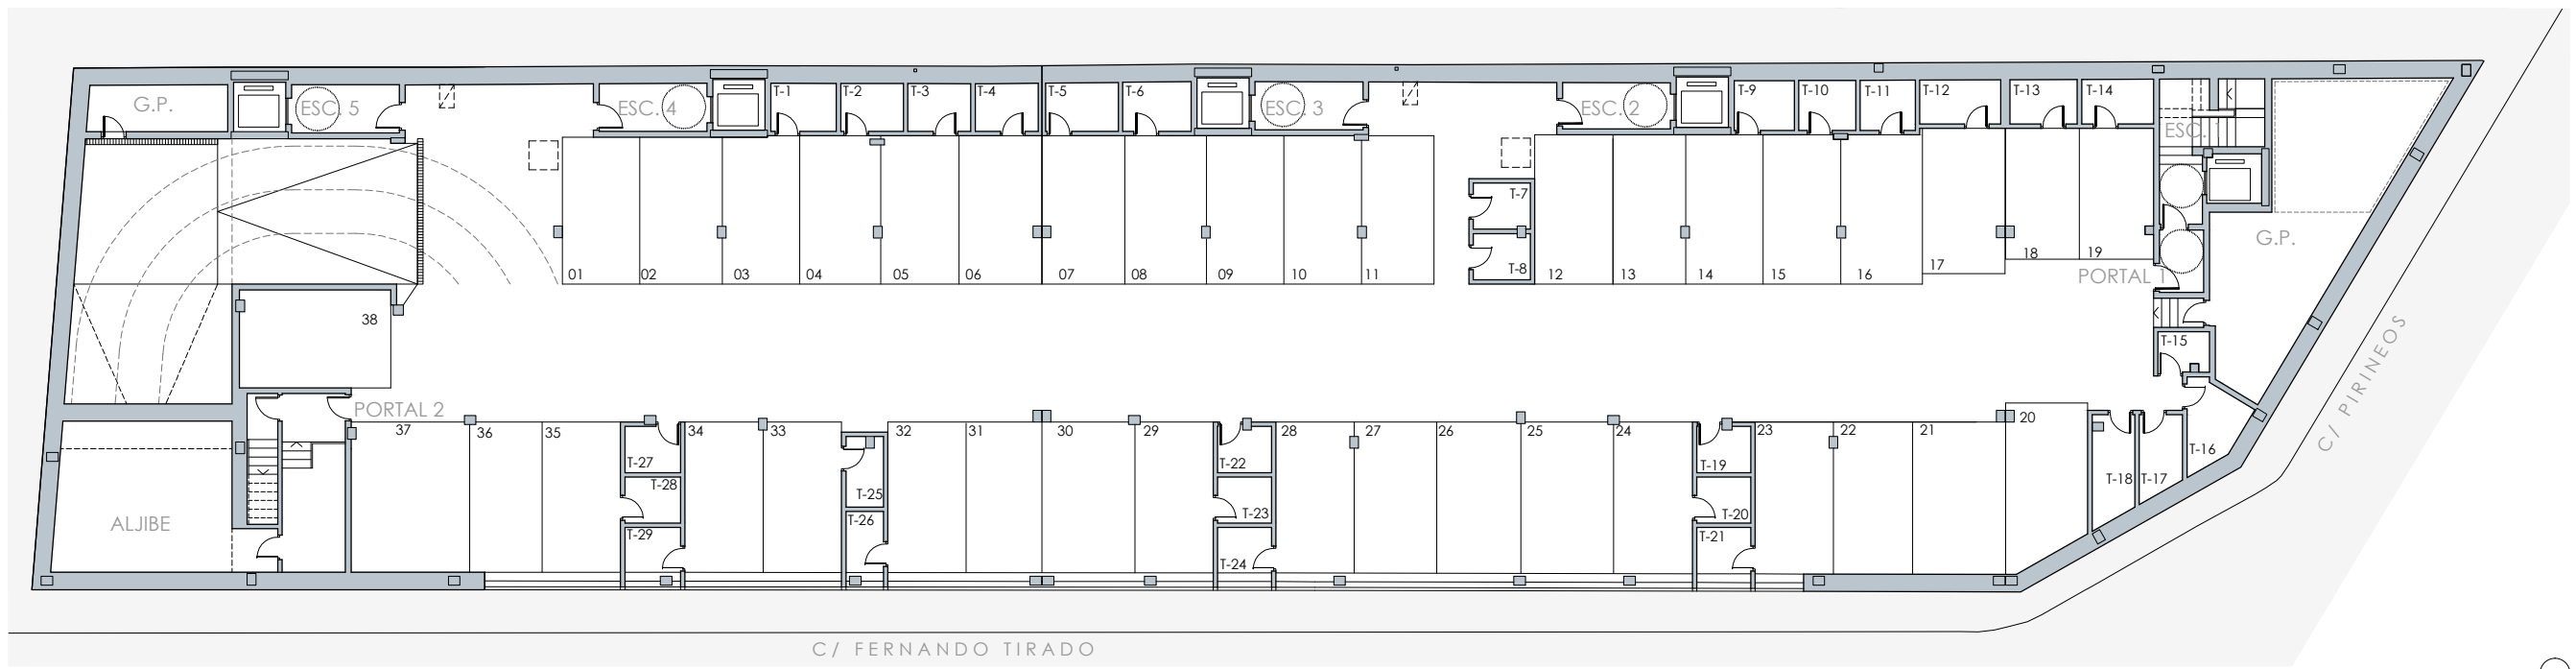 G.P.
ESC. 5
ESC. 4
T-1
T-2
T-3
T-4
T-5
T-6
ESC. 3
ESC. 2
T-9
T-10
T-11
T-12
T-13
T-14
ESC. 1
T-7
T-8
G.P.
01
02
03
04
05
06
07
08
09
10
11
12
13
14
15
16
17
18
19
PORTAL 1
38
T-15
C/ PIRINEOS
PORTAL 2
37
36
35
34
33
32
31
30
29
28
27
26
25
24
23
22
21
20
T-27
T-28
T-29
T-25
T-26
T-22
T-23
T-24
T-19
T-20
T-21
T-18
T-17
T-16
ALJIBE
C/ FERNANDO TIRADO